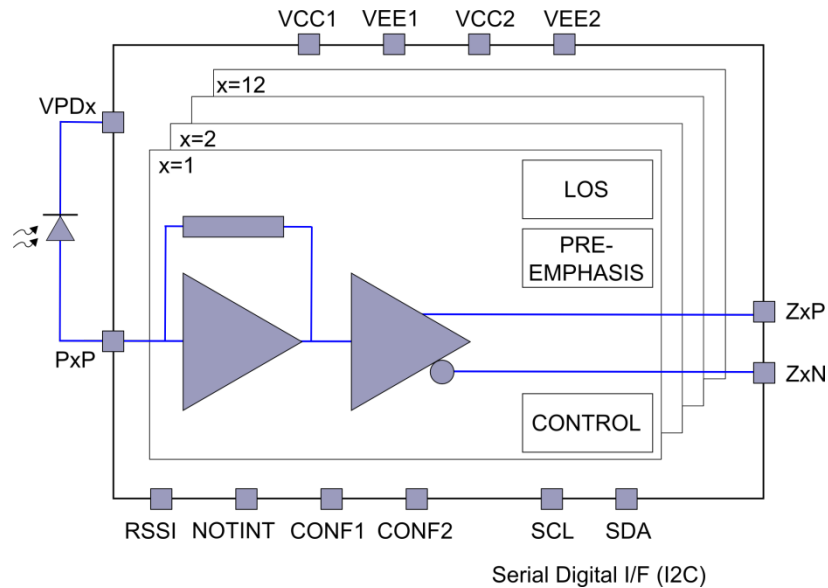 VCC1 VEE1 VCC2 VEE2
x=12
VPDx
x=2
x=1
LOS
PRE-
EMPHASIS
ZxP
PxP
ZxN
CONTROL
RSSI NOTINT CONF1 CONF2 SCL SDA
Serial Digital I/F (I2C)